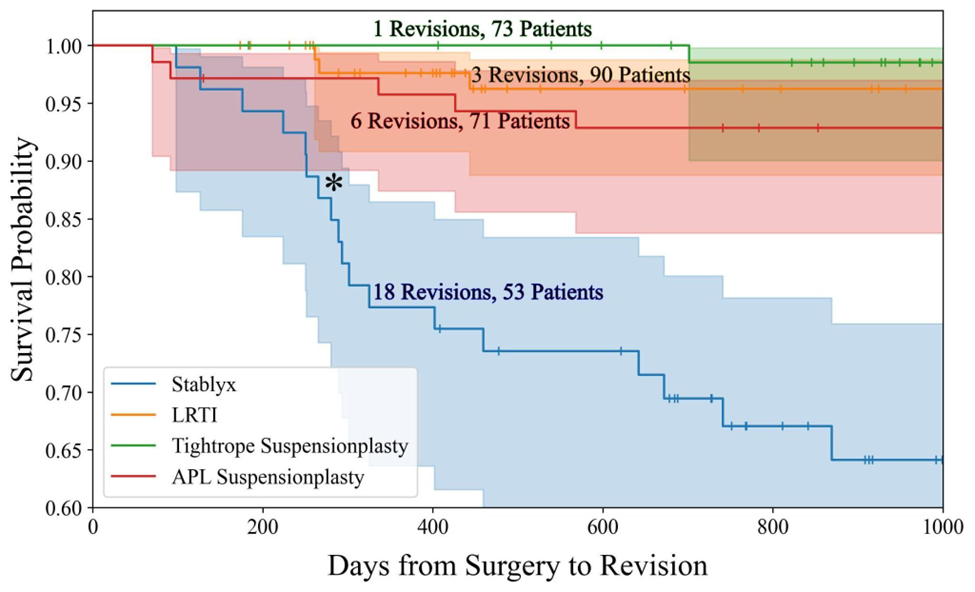 1 Revisions, 73 Patients
1.00
3 Revisions, 90 Patients
0.95
6 Revisions, 71 Patients
0.90
*
0.85
0.80
18 Revisions, 53 Patients
0.75
0.70
0.65
0.60
Survival Probability
Stablyx
LRTI
Tightrope Suspensionplasty
APL Suspensionplasty
0 200 400 600 800 1000
Days from Surgery to Revision